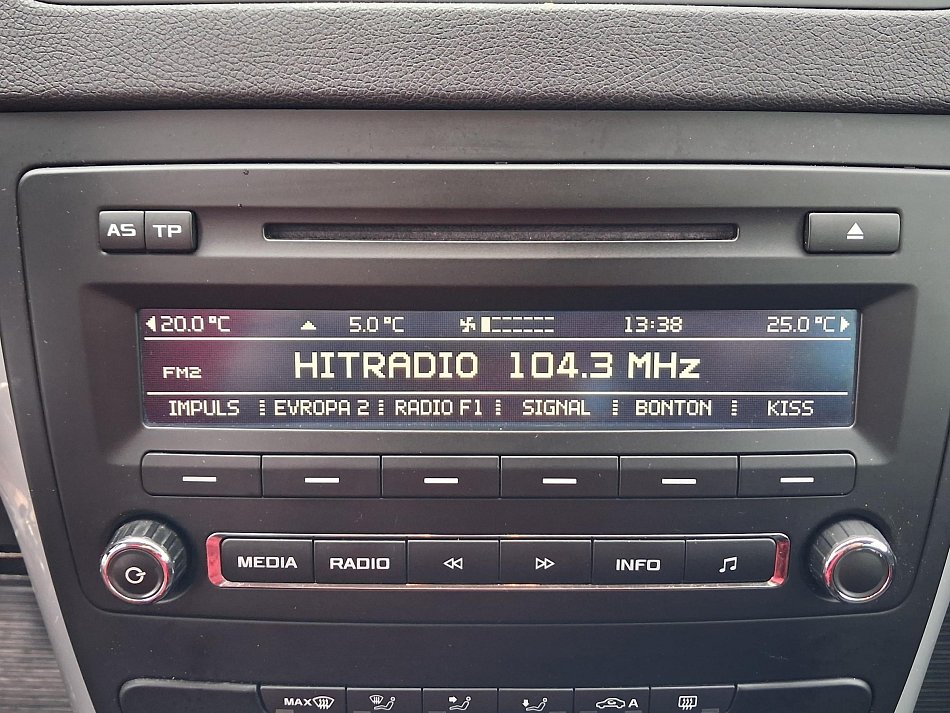 AS TP
20.0 °C 5.0 °C 13:38 25.0 °C
FM2 HITRADIO 104.3 MHz
IMPULS EVROPA 2 RADIO F1 SIGNAL BONTON KISS
MEDIA RADIO INFO
MAX A